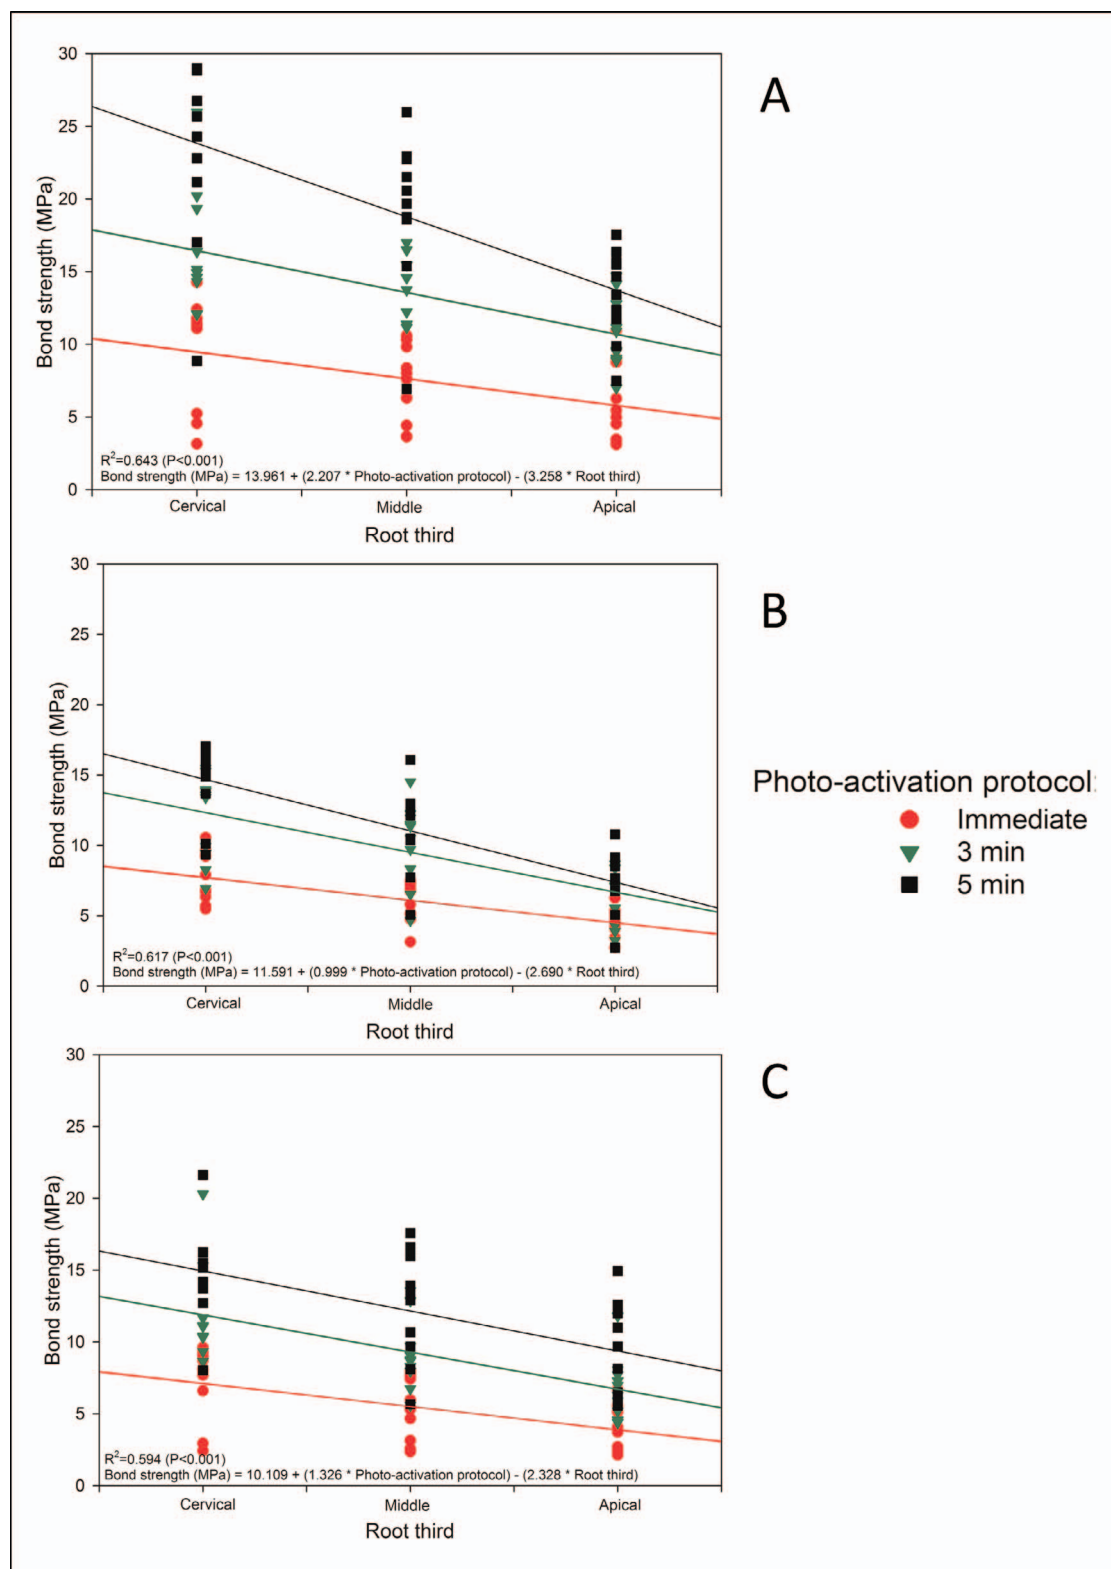 A
30
25
20
15
10
5
0
Bond strength (MPa)
R²=0.643 (P<0.001)
Bond strength (MPa) = 13.961 + (2.207 * Photo-activation protocol) - (3.258 * Root third)
Cervical Middle Apical
Root third
B
30
25
20
15
10
5
0
Bond strength (MPa)
R²=0.617 (P<0.001)
Bond strength (MPa) = 11.591 + (0.999 * Photo-activation protocol) - (2.690 * Root third)
Cervical Middle Apical
Root third
Photo-activation protocol:
Immediate
3 min
5 min
C
30
25
20
15
10
5
0
Bond strength (MPa)
R²=0.594 (P<0.001)
Bond strength (MPa) = 10.109 + (1.326 * Photo-activation protocol) - (2.328 * Root third)
Cervical Middle Apical
Root third